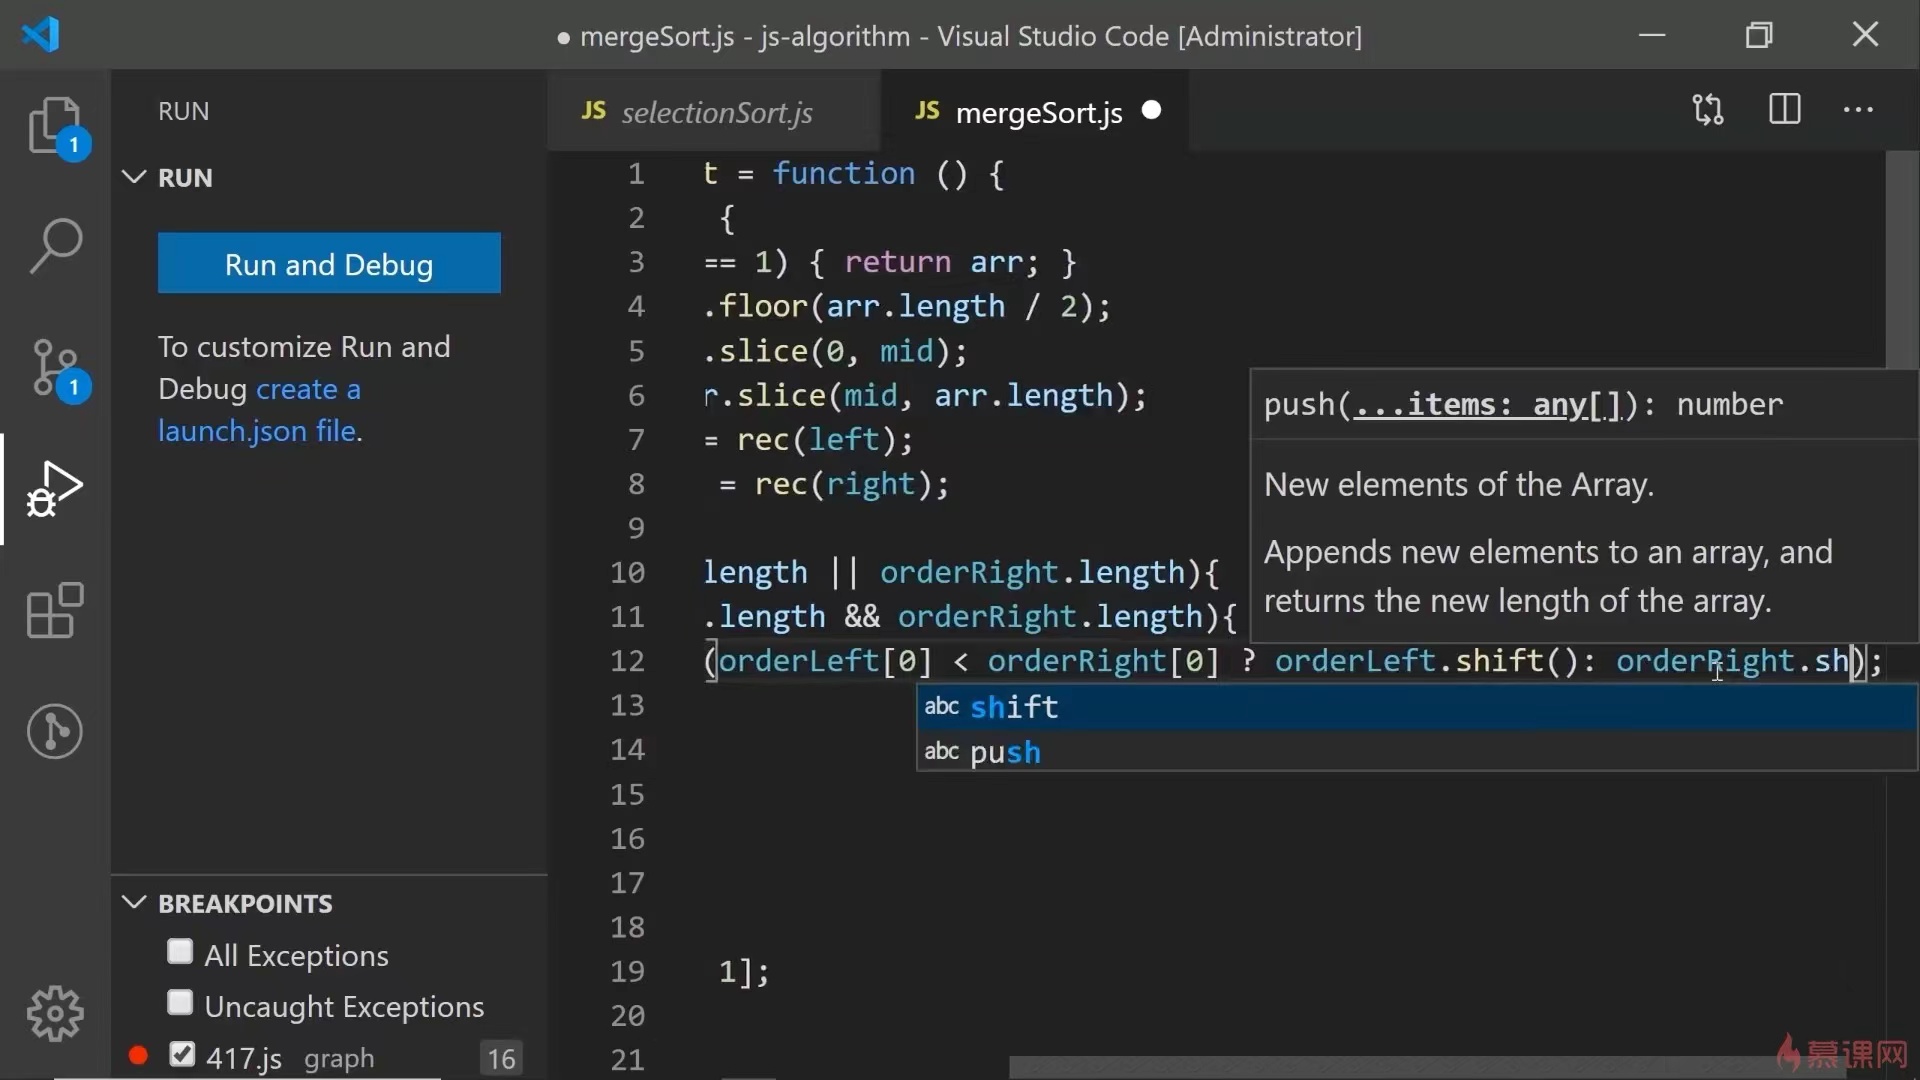 ● mergeSort.js - js-algorithm - Visual Studio Code [Administrator]
1
1
RUN
RUN
Run and Debug
To customize Run and
Debug create a
launch.json file.
BREAKPOINTS
All Exceptions
Uncaught Exceptions
417.js graph 16
JS selectionSort.js
JS mergeSort.js ●
1 t = function () {
2 {
3 == 1) { return arr; }
4 .floor(arr.length / 2);
5 .slice(0, mid);
6 r.slice(mid, arr.length);
7 = rec(left);
8 = rec(right);
9
10 length || orderRight.length){
11 .length && orderRight.length){
12 (orderLeft[0] < orderRight[0] ? orderLeft.shift(): orderRight.sh);
13
14
15
16
17
18
19 1];
20
21
push(...items: any[]): number
New elements of the Array.
Appends new elements to an array, and
returns the new length of the array.
abc shift
abc push
慕课网